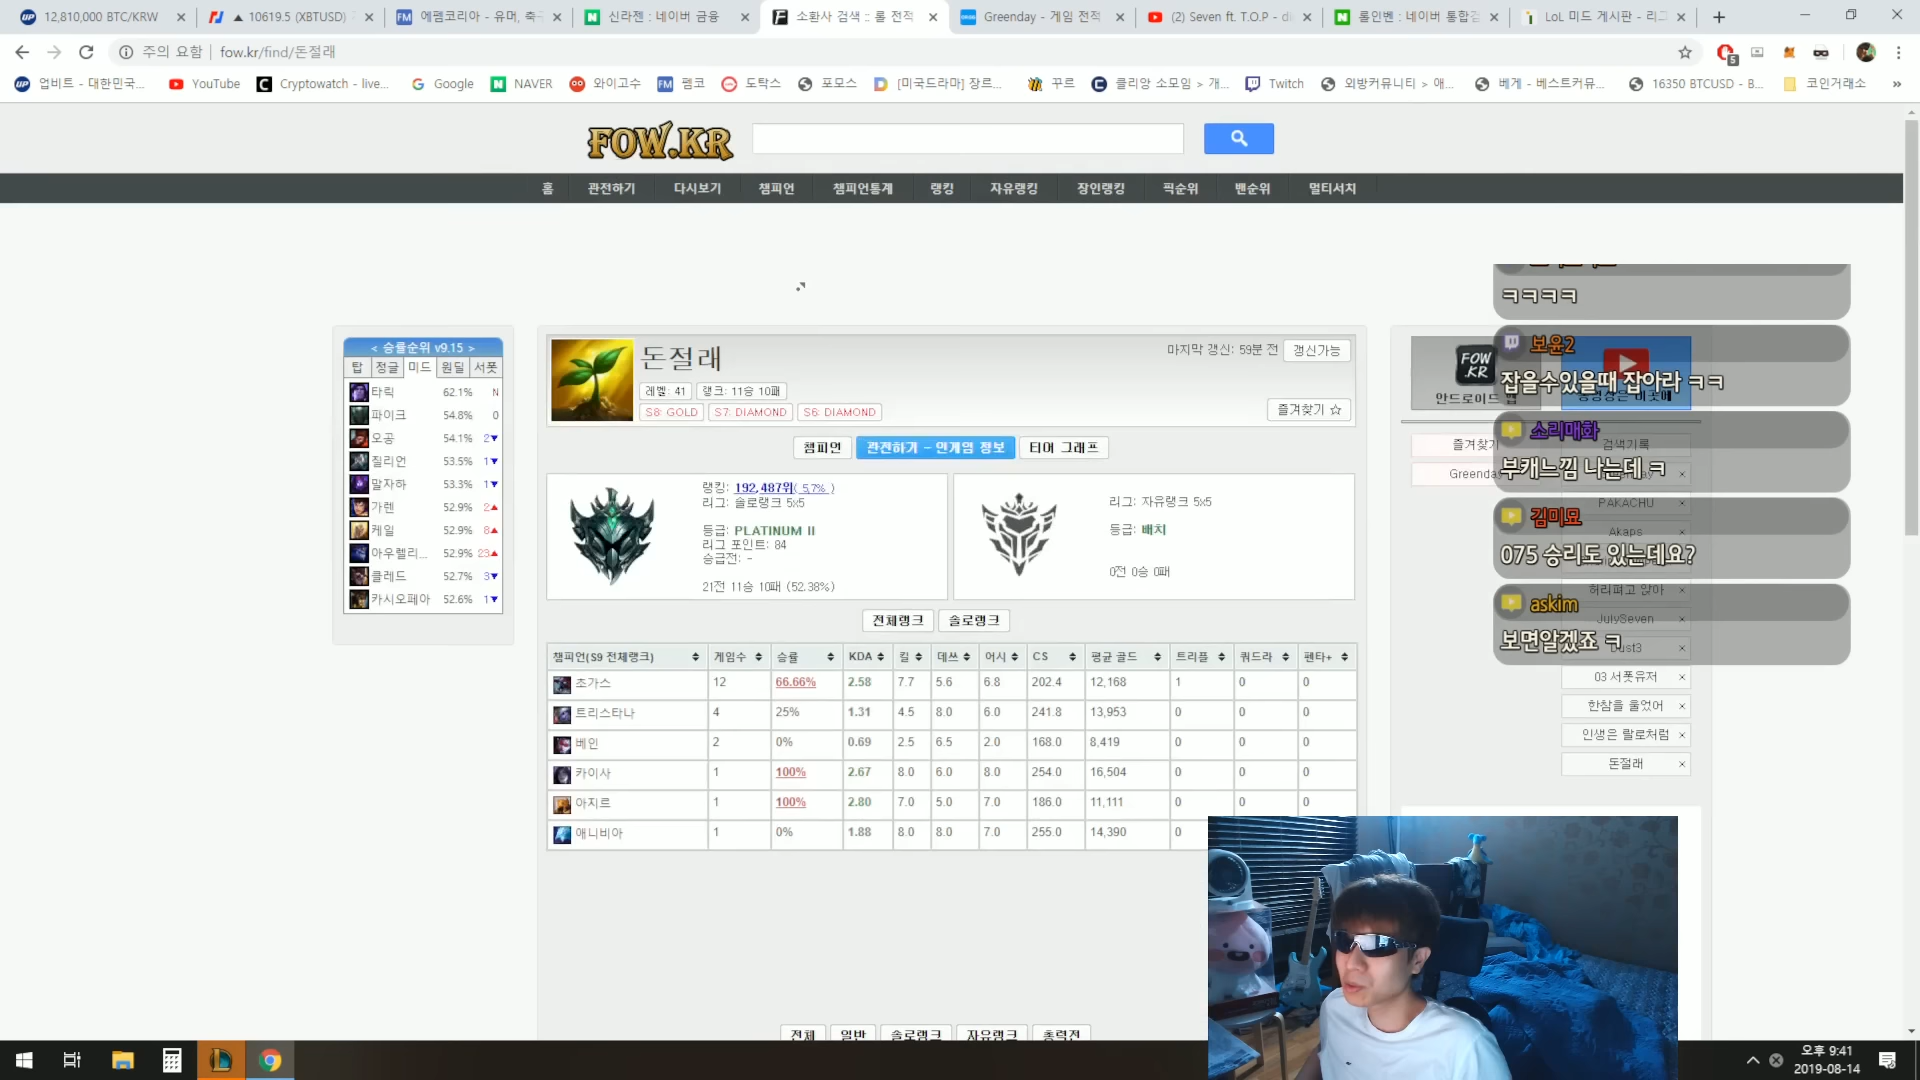 12,810,000 BTC/KRW
▲ 10619.5 (XBTUSD)
에펨코리아 - 유머, 축구
신라젠 : 네이버 금융
소환사 검색 :: 롤 전적
Greenday - 게임 전적
(2) Seven ft. T.O.P - di
롤인벤 : 네이버 통합검
LoL 미드 게시판 - 리그
주의 요함 | fow.kr/find/돈절래
5
업비트 - 대한민국...
YouTube
Cryptowatch - live...
Google
NAVER
와이고수
펨코
도탁스
포모스
[미국드라마] 장르...
꾸르
클리앙 소모임 > 개...
Twitch
외방커뮤니티 > 애...
베게 - 베스트커뮤...
16350 BTCUSD - B...
코인거래소
»
FOW.KR
홈
관전하기
다시보기
챔피언
챔피언통계
랭킹
자유랭킹
장인랭킹
픽순위
밴순위
멀티서치
< 승률순위 v9.15 >
탑 정글 미드 원딜 서폿
타릭 62.1% N
파이크 54.8% 0
오공 54.1% 2▼
질리언 53.5% 1▼
말자하 53.3% 1▼
가렌 52.9% 2▲
케일 52.9% 8▲
아우렐리... 52.9% 23▲
클레드 52.7% 3▼
카시오페아 52.6% 1▼
돈절래
마지막 갱신: 59분 전 갱신가능
레벨: 41 랭크: 11승 10패
S8: GOLD S7: DIAMOND S6: DIAMOND
즐겨찾기 ☆
챔피언
관전하기 - 인게임 정보
티어 그래프
랭킹: 192,487위( 5.7% )
리그: 솔로랭크 5x5
등급: PLATINUM II
리그 포인트: 84
승급전: -
21전 11승 10패 (52.38%)
리그: 자유랭크 5x5
등급: 배치
0전 0승 0패
전체랭크 솔로랭크
챔피언(S9 전체랭크) 게임수 승률 KDA 킬 데쓰 어시 CS 평균 골드 트리플 쿼드라 펜타+
초가스 12 66.66% 2.58 7.7 5.6 6.8 202.4 12,168 1 0 0
트리스타나 4 25% 1.31 4.5 8.0 6.0 241.8 13,953 0 0 0
베인 2 0% 0.69 2.5 6.5 2.0 168.0 8,419 0 0 0
카이사 1 100% 2.67 8.0 6.0 8.0 254.0 16,504 0 0 0
아지르 1 100% 2.80 7.0 5.0 7.0 186.0 11,111 0 0 0
애니비아 1 0% 1.88 8.0 8.0 7.0 255.0 14,390 0
전체 일반 솔로랭크 자유랭크 총력전
FOW
.KR
안드로이드
즐겨찾기
검색기록
Greenday
PAKACHU
Akaps
허리펴고 앉아
JulySeven
Dust3
03 서폿유저
한참을 울었어
인생은 랄로처럼
돈절래
ㅋㅋㅋㅋ
보윤2
잡을수있을때 잡아라 ㅋㅋ
소리매화
부캐느낌 나는데 ㅋ
김미묘
075 승리도 있는데요?
askim
보면알겠죠 ㅋ
오후 9:41
2019-08-14